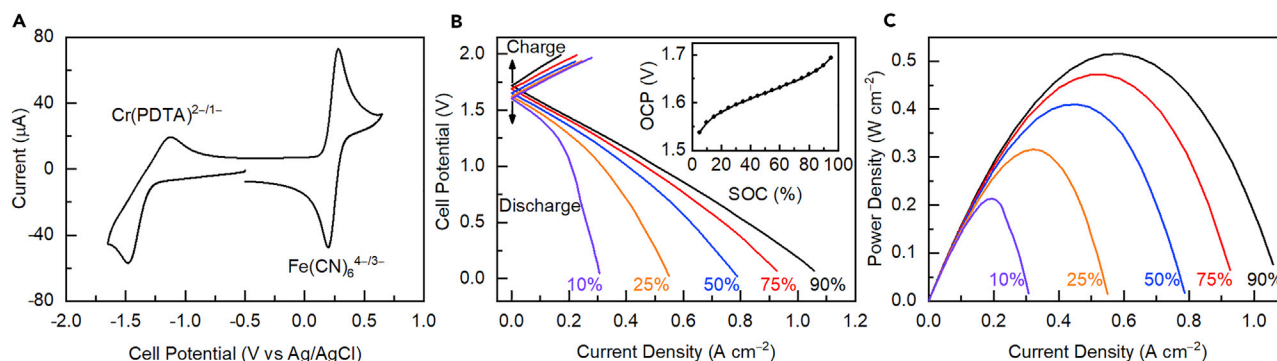 A
80
40
0
-40
-80
Current (µA)
Cr(PDTA)2−/1−
Fe(CN)6 4−/3−
-2.0 -1.5 -1.0 -0.5 0.0 0.5 1.0
Cell Potential (V vs Ag/AgCl)
B
2.0
1.5
1.0
0.5
0.0
Cell Potential (V)
Charge
Discharge
1.7
1.6
1.5
OCP (V)
0 20 40 60 80 100
SOC (%)
10% 25% 50% 75% 90%
0.0 0.2 0.4 0.6 0.8 1.0 1.2
Current Density (A cm−2)
C
0.5
0.4
0.3
0.2
0.1
0.0
Power Density (W cm−2)
10% 25% 50% 75% 90%
0.0 0.2 0.4 0.6 0.8 1.0
Current Density (A cm−2)